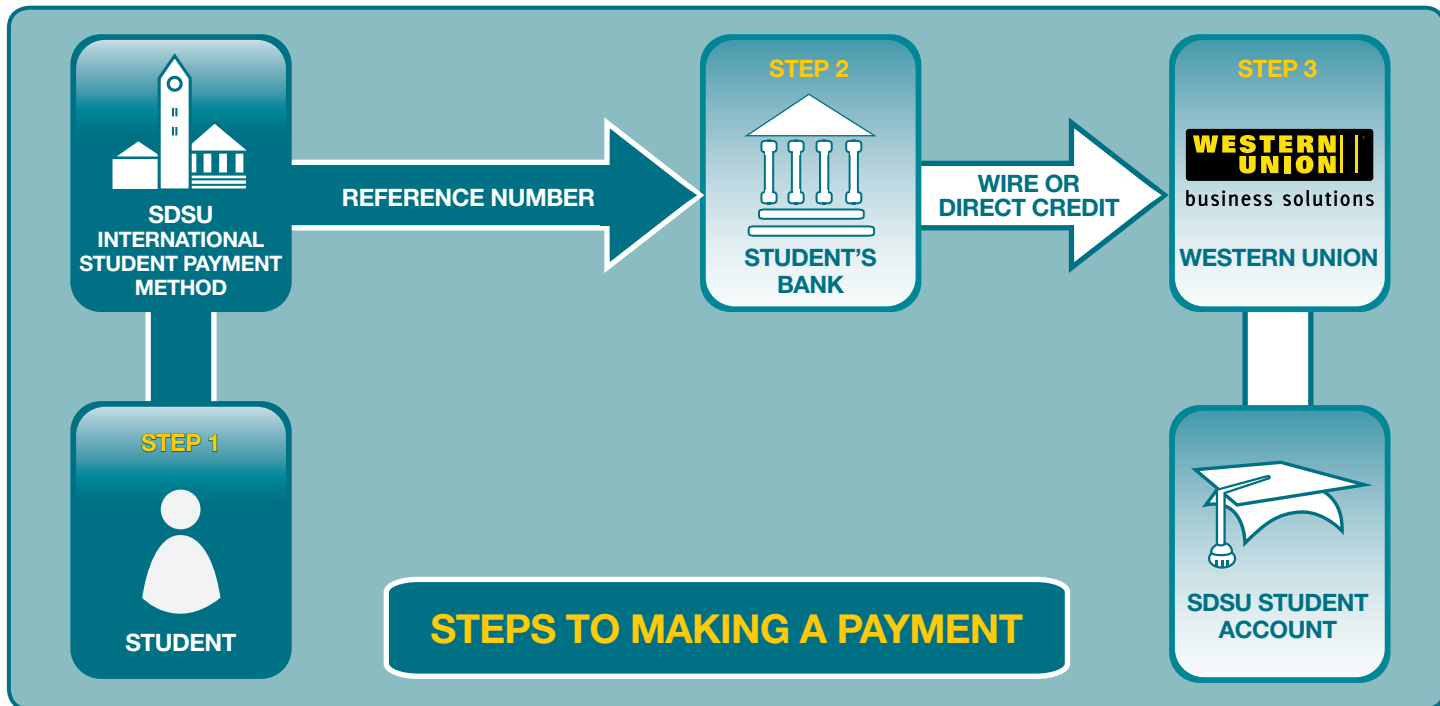 SDSU
INTERNATIONAL
STUDENT PAYMENT
METHOD
STEP 1
STUDENT
REFERENCE NUMBER
STEP 2
STUDENT'S
BANK
WIRE OR
DIRECT CREDIT
STEP 3
WESTERN
UNION
business solutions
WESTERN UNION
SDSU STUDENT
ACCOUNT
STEPS TO MAKING A PAYMENT